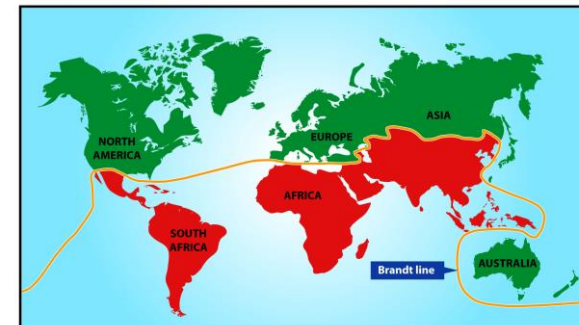 NORTH
AMERICA
EUROPE
ASIA
AFRICA
SOUTH
AFRICA
AUSTRALIA
Brandt line